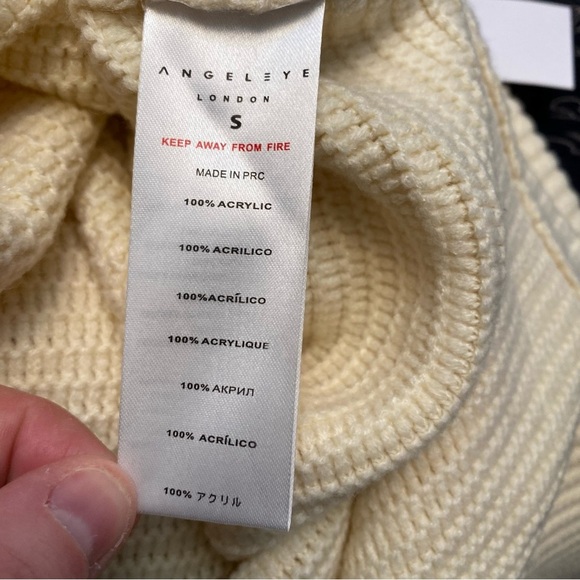 ANGELEYE
LONDON
S
KEEP AWAY FROM FIRE
MADE IN PRC
100% ACRYLIC
100% ACRILICO
100%ACRÍLICO
100% ACRYLIQUE
100% АКРИЛ
100% ACRÍLICO
100% アクリル